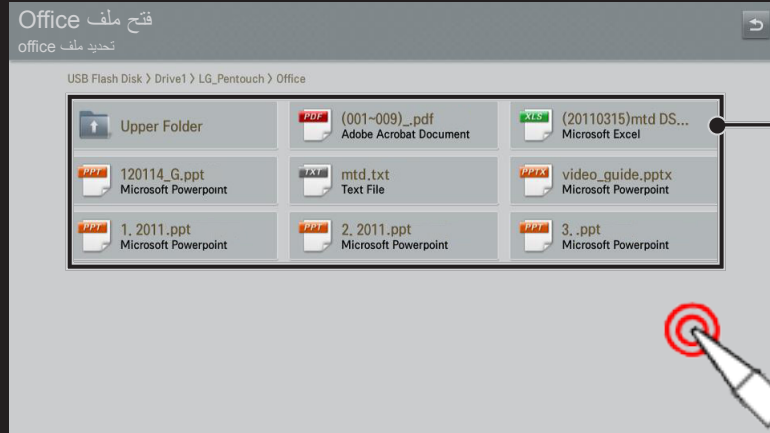 فتح ملف Office
تحديد ملف office
USB Flash Disk > Drive1 > LG_Pentouch > Office
Upper Folder
PDF
(001~009)_.pdf
Adobe Acrobat Document
XLS
(20110315)mtd DS...
Microsoft Excel
PPT
120114_G.ppt
Microsoft Powerpoint
TXT
mtd.txt
Text File
PPTX
video_guide.pptx
Microsoft Powerpoint
PPT
1. 2011.ppt
Microsoft Powerpoint
PPT
2. 2011.ppt
Microsoft Powerpoint
PPT
3. .ppt
Microsoft Powerpoint